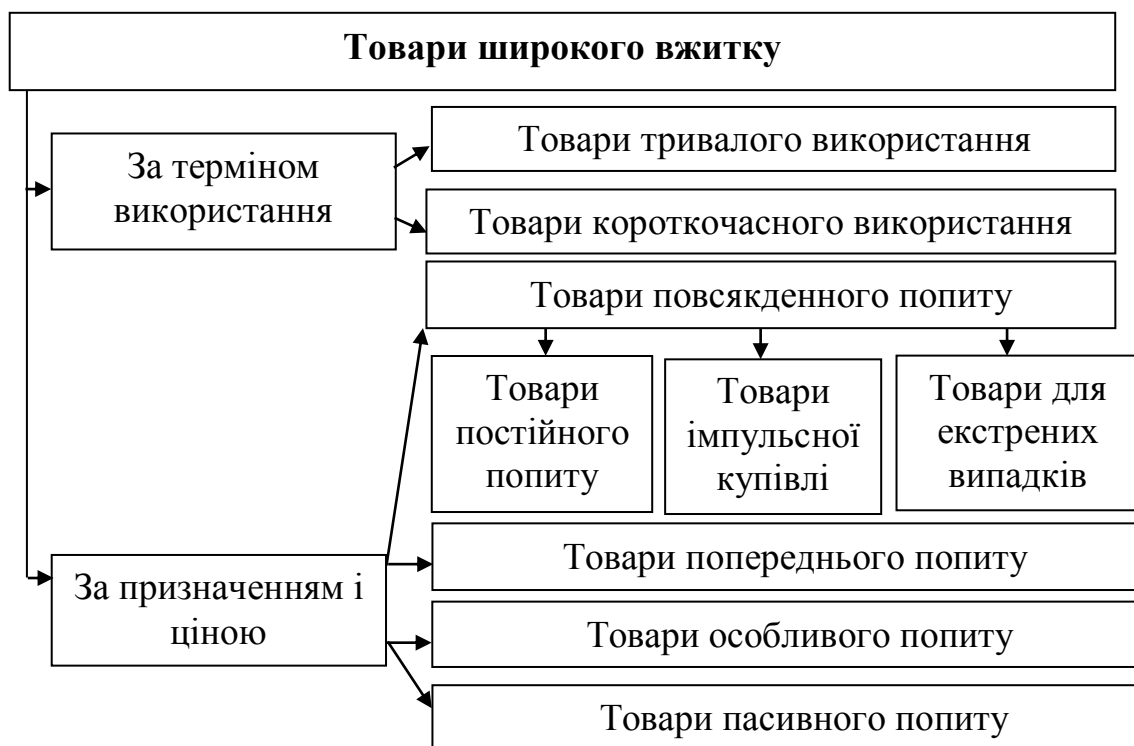 Товари широкого вжитку
За терміном
використання
Товари тривалого використання
Товари короткочасного використання
Товари повсякденного попиту
Товари
постійного
попиту
Товари
імпульсної
купівлі
Товари для
екстрених
випадків
За призначенням і
ціною
Товари попереднього попиту
Товари особливого попиту
Товари пасивного попиту